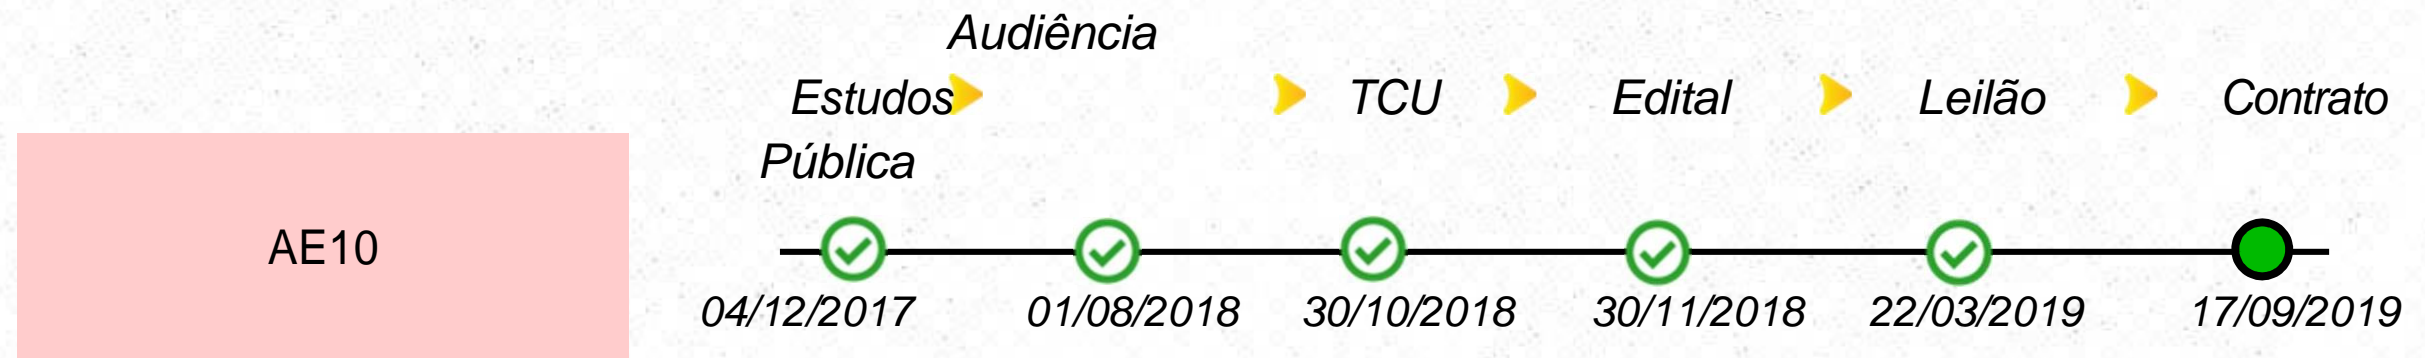 Audiência
Estudos TCU Edital Leilão Contrato
Pública
AE10
04/12/2017 01/08/2018 30/10/2018 30/11/2018 22/03/2019 17/09/2019